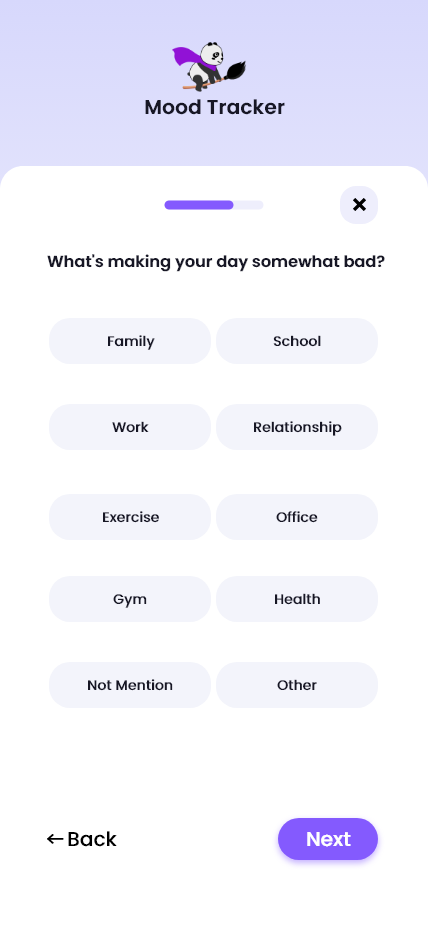 Mood Tracker
What's making your day somewhat bad?
Family
School
Work
Relationship
Exercise
Office
Gym
Health
Not Mention
Other
Back
Next